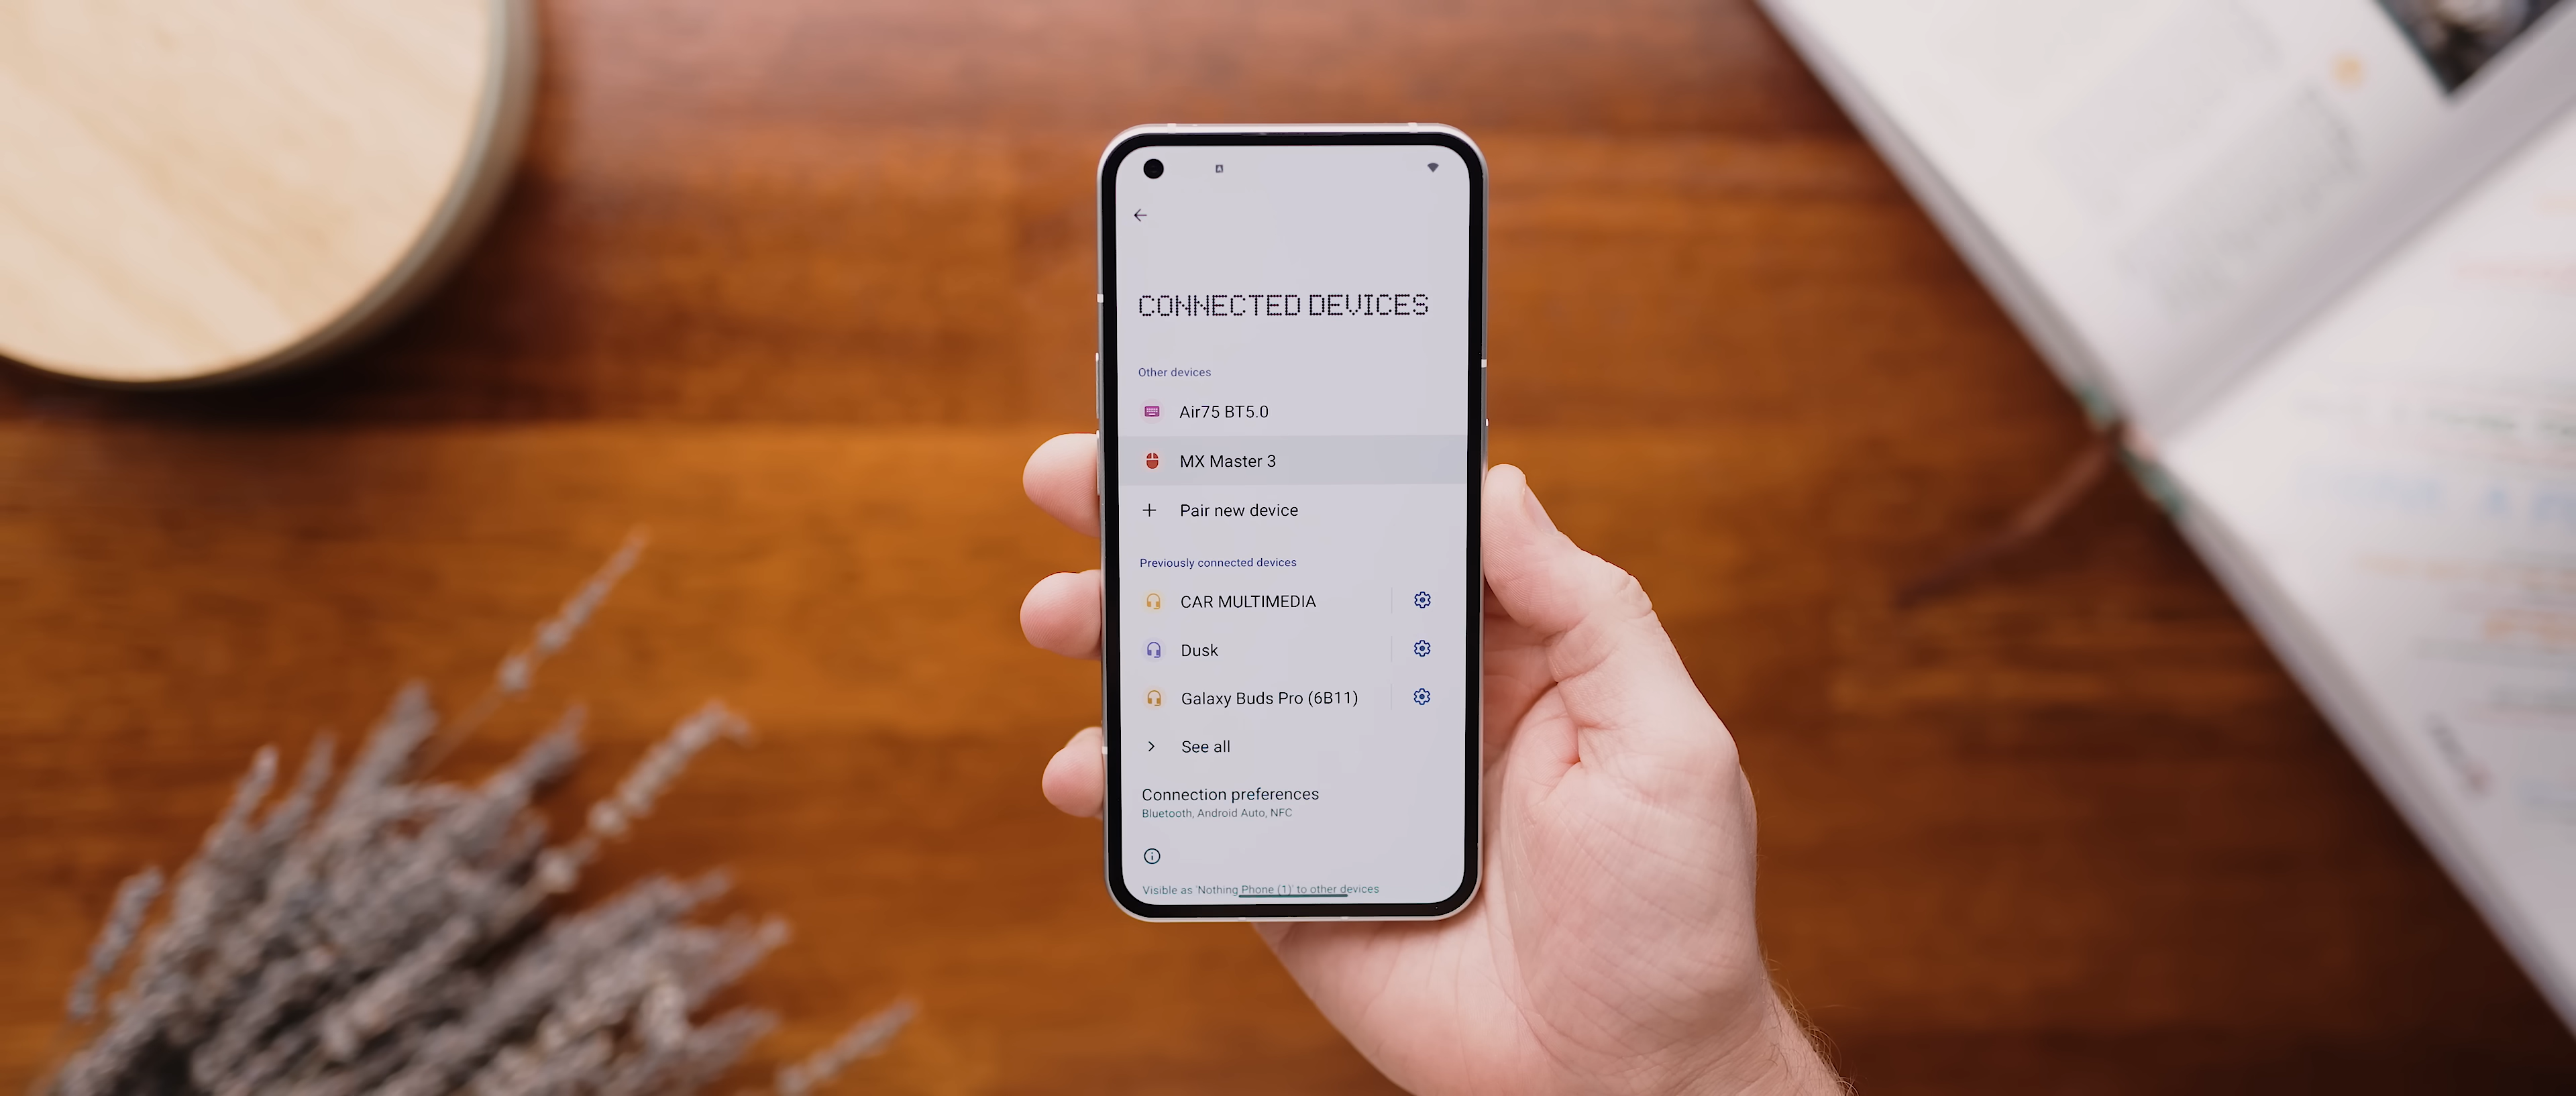 CONNECTED DEVICES
Other devices
Air75 BT5.0
MX Master 3
Pair new device
Previously connected devices
CAR MULTIMEDIA
Dusk
Galaxy Buds Pro (6B11)
See all
Connection preferences
Bluetooth, Android Auto, NFC
Visible as 'Nothing Phone (1)' to other devices